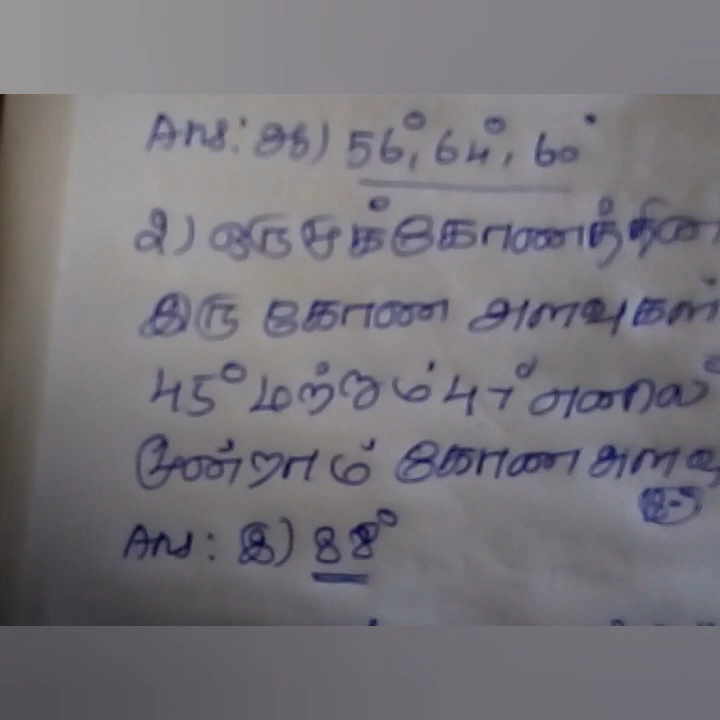 Ans: ஆ) 56°, 64°, 60°
2) ஒரு முக்கோணத்தின்
இரு கோண அளவுகள்
45° மற்றும் 47° எனில்
மூன்றாம் கோண அளவு
Ans: இ) 88°